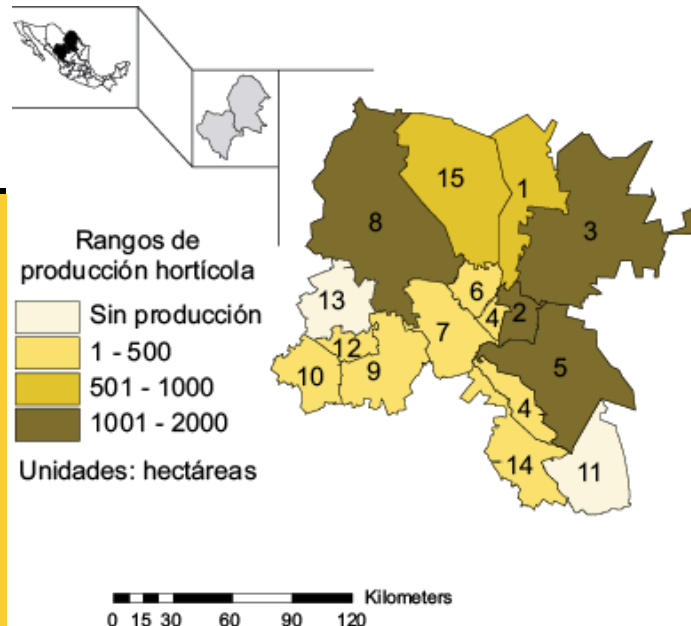 15
1
8
3
6
13
4
2
7
12
5
10
9
4
14
11
Rangos de
producción hortícola
Sin producción
1 - 500
501 - 1000
1001 - 2000
Unidades: hectáreas
Kilometers
0 15 30 60 90 120